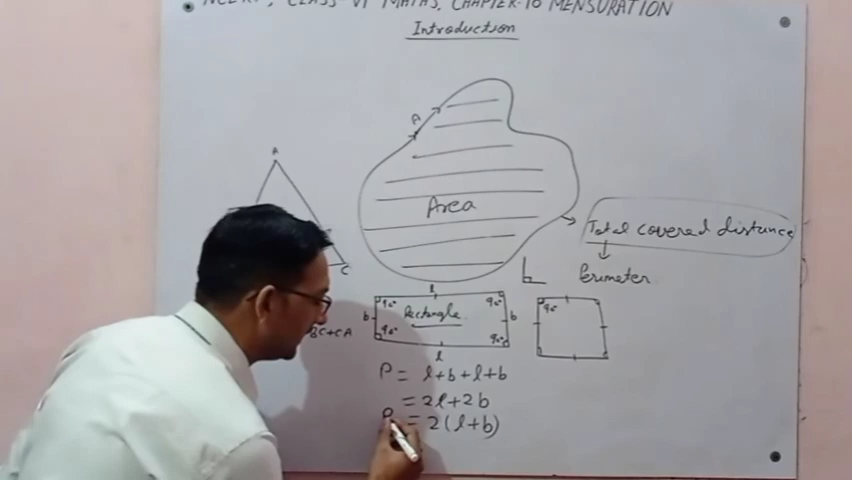 NCERT, CLASS-VI MATHS, CHAPTER-10 MENSURATION
Introduction
A
A
Area
Total covered distance
Perimeter
C
l
90° 90°
b Rectangle b
90° 90°
l
90°
BC+CA
P = l+b+l+b
= 2l+2b
P = 2(l+b)